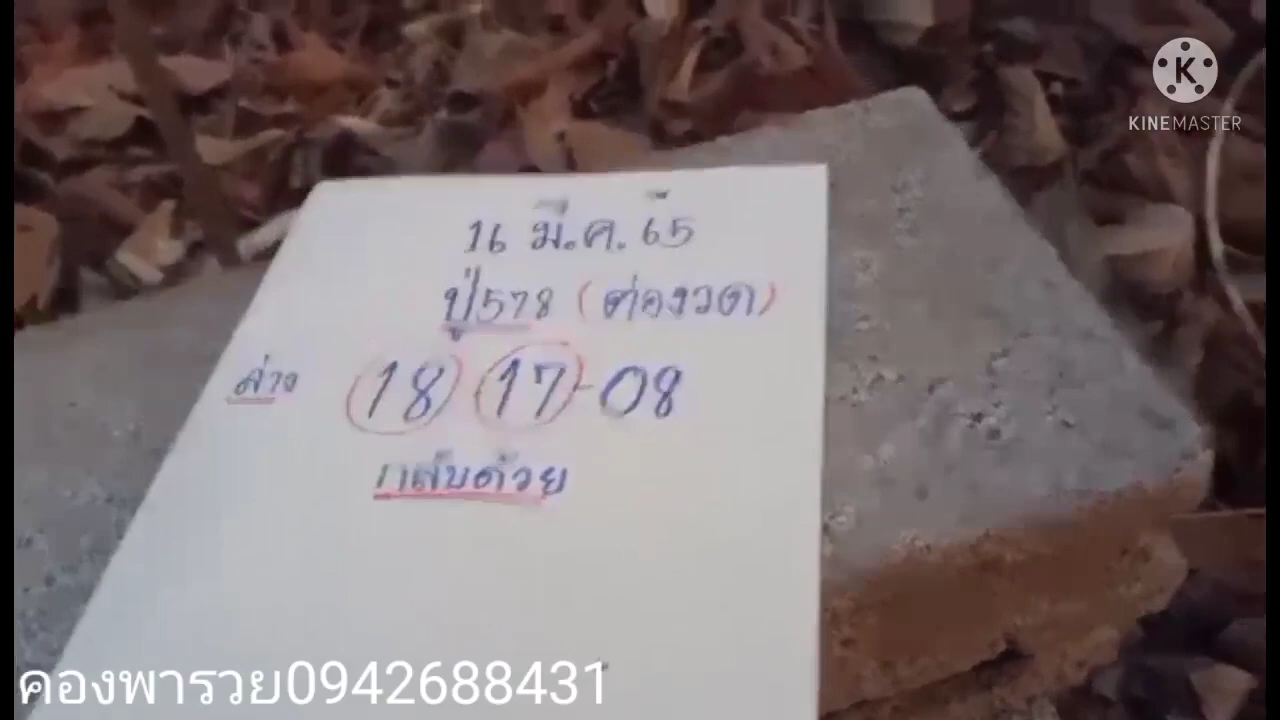 KINEMASTER
16 มี.ค. 65
ปู่578 (ต่องวด)
ล่าง 18 17-08
กลับด้วย
คองพารวย0942688431